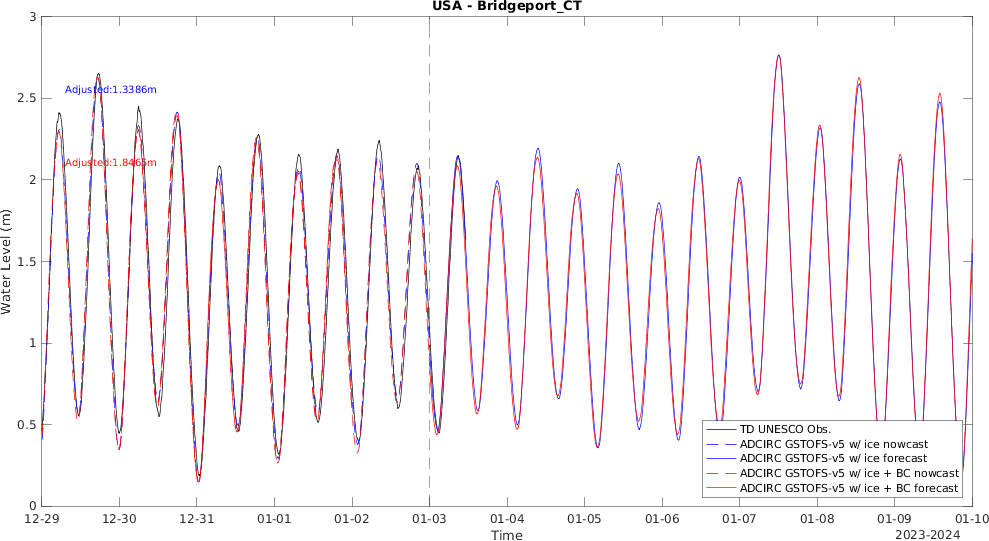 USA - Bridgeport_CT
3
2.5
2
1.5
1
0.5
0
Water Level (m)
Adjusted:1.3386m
Adjusted:1.8465m
TD UNESCO Obs.
ADCIRC GSTOFS-v5 w/ ice nowcast
ADCIRC GSTOFS-v5 w/ ice forecast
ADCIRC GSTOFS-v5 w/ ice + BC nowcast
ADCIRC GSTOFS-v5 w/ ice + BC forecast
12-29 12-30 12-31 01-01 01-02 01-03 01-04 01-05 01-06 01-07 01-08 01-09 01-10
Time
2023-2024